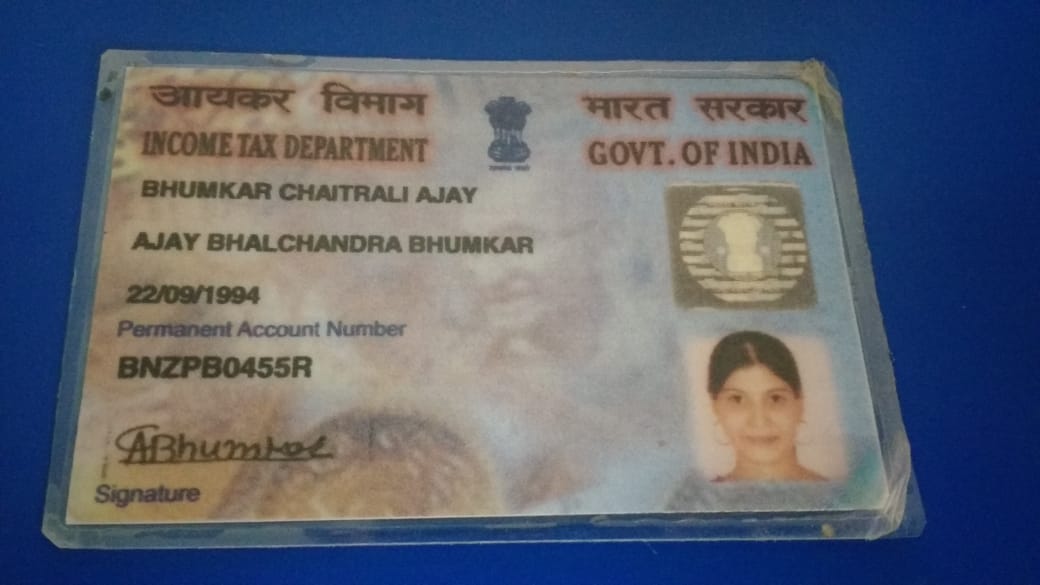 आयकर विभाग
भारत सरकार
INCOME TAX DEPARTMENT
GOVT. OF INDIA
BHUMKAR CHAITRALI AJAY
AJAY BHALCHANDRA BHUMKAR
22/09/1994
Permanent Account Number
BNZPB0455R
ABhumkar
Signature